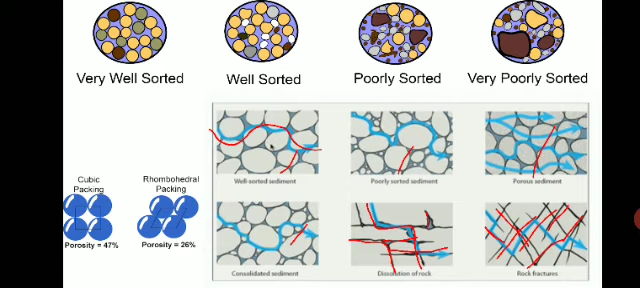 Very Well Sorted
Well Sorted
Poorly Sorted
Very Poorly Sorted
Cubic
Packing
Porosity = 47%
Rhombohedral
Packing
Porosity = 26%
Well-sorted sediment
Poorly sorted sediment
Porous sediment
Consolidated sediment
Dissolution of rock
Rock fractures